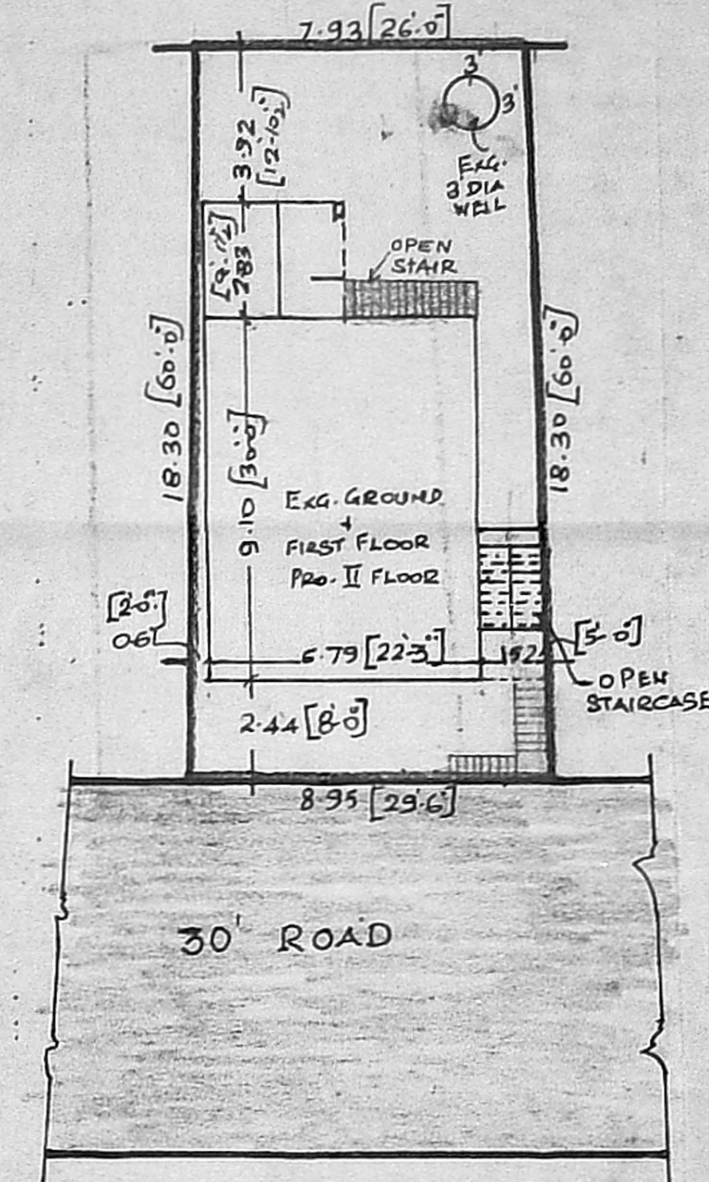 7.93 [26'.0"]
3'
3'
3.92
[12'-10½"]
EXG.
3 DIA
WELL
OPEN
STAIR
[9'.1½"]
2.83
18.30 [60'.0"]
18.30 [60'.0"]
9.10 [30'.0"]
EXG. GROUND
+
FIRST FLOOR
PRO. II FLOOR
[2'.0".]
0.61
6.79 [22'.3"]
1.52
[5'-0"]
OPEN
STAIRCASE
2.44 [8'-0"]
8.95 [29'.6"]
30' ROAD